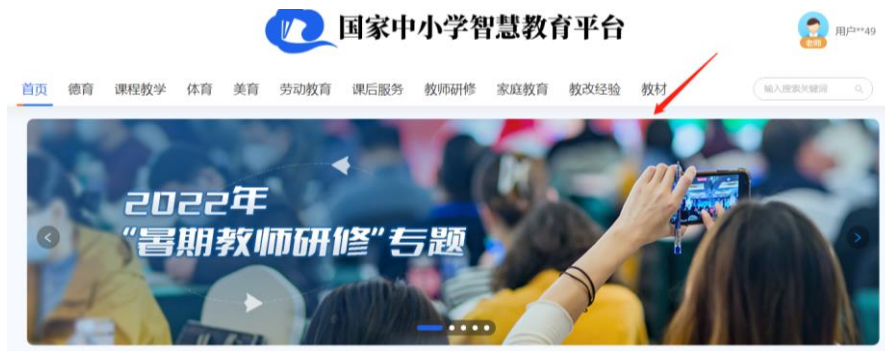 国家中小学智慧教育平台
老师
用户**49
首页 德育 课程教学 体育 美育 劳动教育 课后服务 教师研修 家庭教育 教改经验 教材
输入搜索关键词
2022年
“暑期教师研修”专题